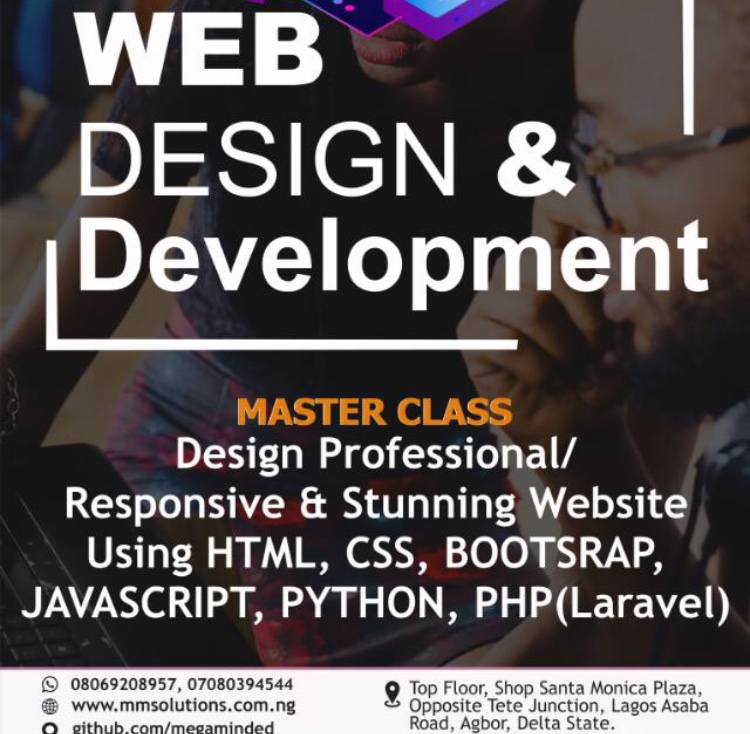 WEB
DESIGN &
Development
MASTER CLASS
Design Professional/
Responsive & Stunning Website
Using HTML, CSS, BOOTSRAP,
JAVASCRIPT, PYTHON, PHP(Laravel)
08069208957, 07080394544
www.mmsolutions.com.ng
github.com/megaminded
Top Floor, Shop Santa Monica Plaza,
Opposite Tete Junction, Lagos Asaba
Road, Agbor, Delta State.